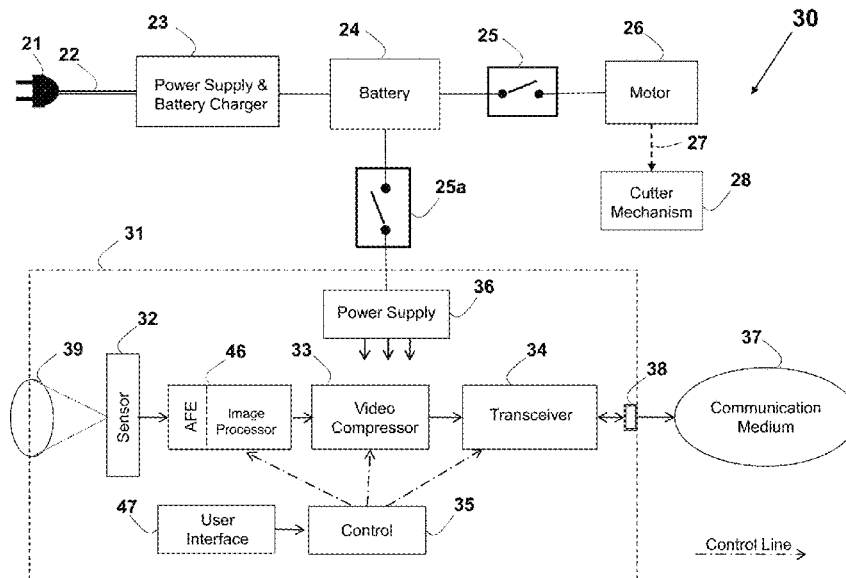 30
21
22
23
24
25
26
Power Supply &
Battery Charger
Battery
Motor
27
25a
Cutter
Mechanism
28
31
Power Supply
36
39
32
46
33
34
38
37
Sensor
AFE
Image
Processor
Video
Compressor
Transceiver
Communication
Medium
47
User
Interface
Control
35
Control Line